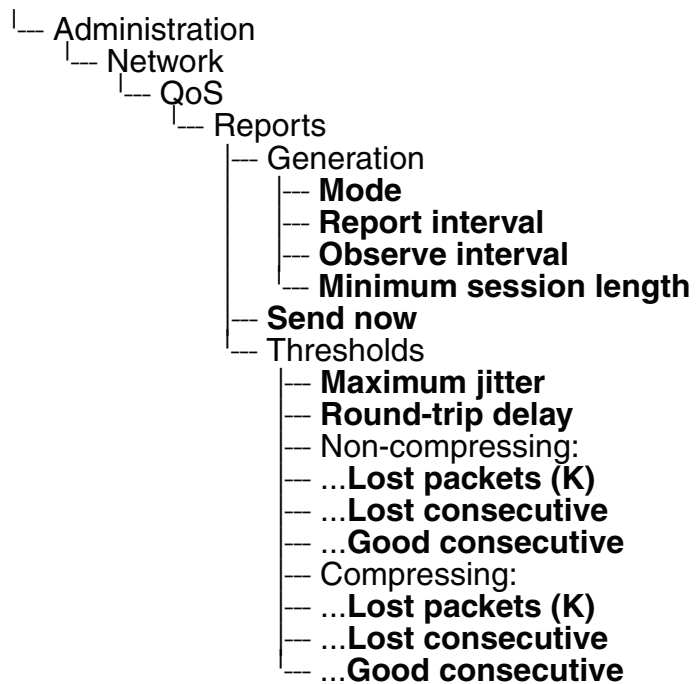 Administration
Network
QoS
Reports
Generation
Mode
Report interval
Observe interval
Minimum session length
Send now
Thresholds
Maximum jitter
Round-trip delay
Non-compressing:
...Lost packets (K)
...Lost consecutive
...Good consecutive
Compressing:
...Lost packets (K)
...Lost consecutive
...Good consecutive